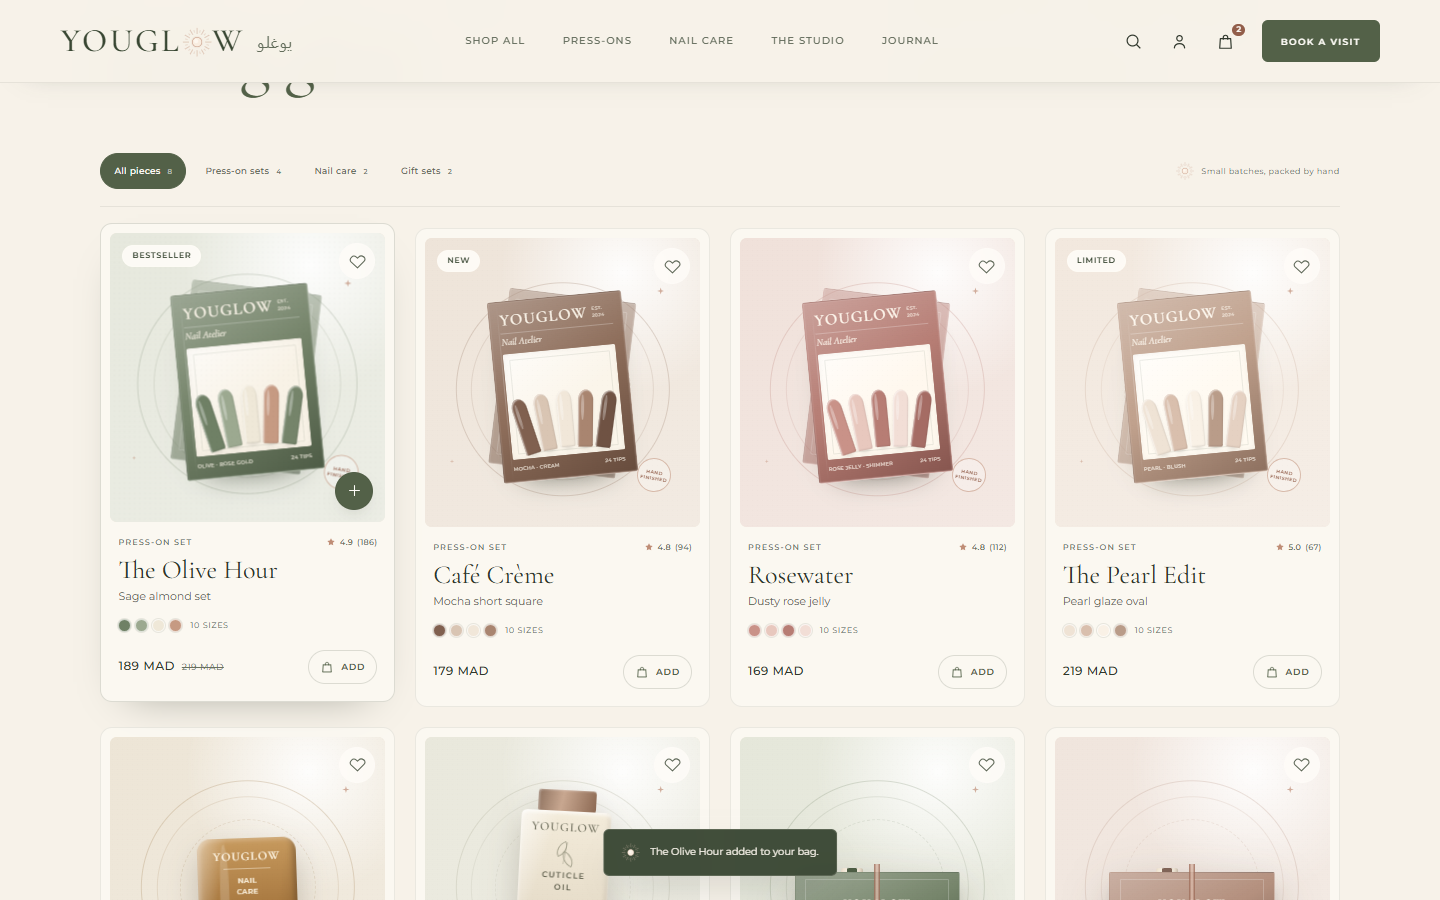 YOUGLOW يوغلو
SHOP ALL PRESS-ONS NAIL CARE THE STUDIO JOURNAL
2
BOOK A VISIT
gg
All pieces 8 Press-on sets 4 Nail care 2 Gift sets 2
Small batches, packed by hand
BESTSELLER
YOUGLOW EST. 2024
Nail Atelier
OLIVE · ROSE GOLD 24 TIPS
HAND
PRESS-ON SET ★ 4.9 (186)
The Olive Hour
Sage almond set
10 SIZES
189 MAD 219 MAD
ADD
NEW
YOUGLOW EST. 2024
Nail Atelier
MOCHA · CREAM 24 TIPS
HAND FINISHED
PRESS-ON SET ★ 4.8 (94)
Café Crème
Mocha short square
10 SIZES
179 MAD
ADD
YOUGLOW EST. 2024
Nail Atelier
ROSE JELLY · SHIMMER 24 TIPS
HAND FINISHED
PRESS-ON SET ★ 4.8 (112)
Rosewater
Dusty rose jelly
10 SIZES
169 MAD
ADD
LIMITED
YOUGLOW EST. 2024
Nail Atelier
PEARL · BLUSH 24 TIPS
HAND FINISHED
PRESS-ON SET ★ 5.0 (67)
The Pearl Edit
Pearl glaze oval
10 SIZES
219 MAD
ADD
YOUGLOW
NAIL
CARE
YOUGLOW
CUTICLE
OIL
The Olive Hour added to your bag.